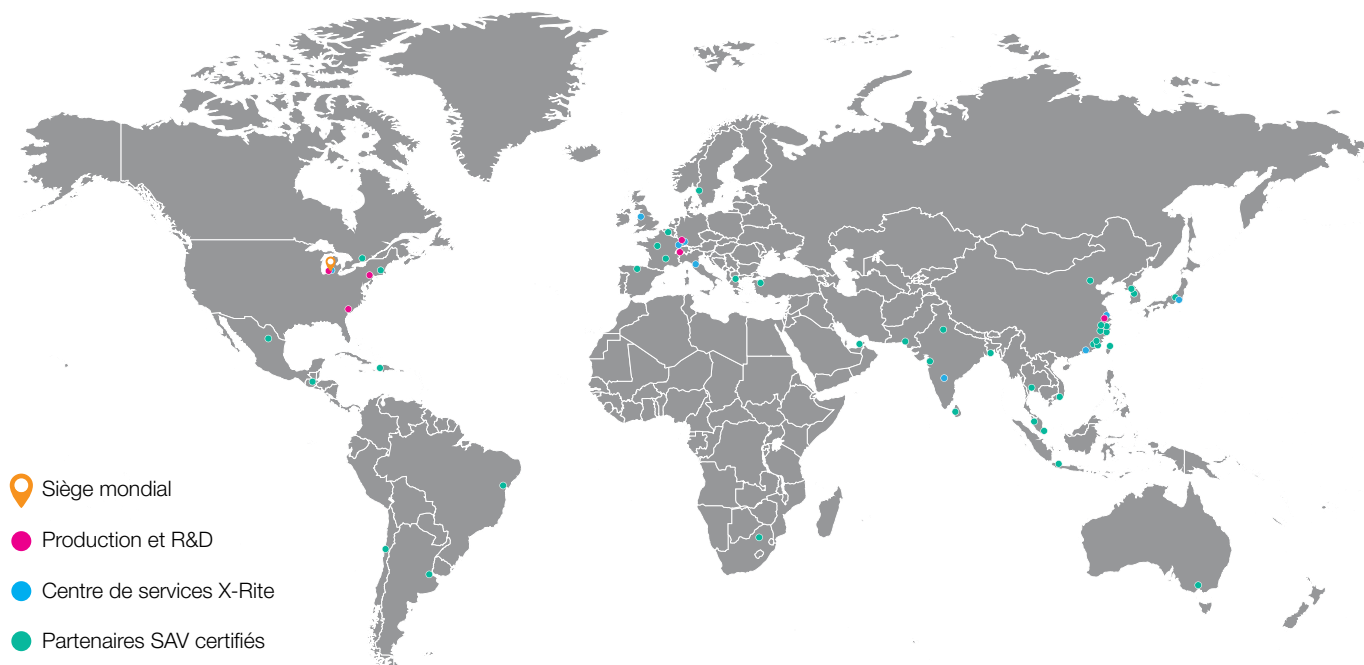 Siège mondial
Production et R&D
Centre de services X-Rite
Partenaires SAV certifiés